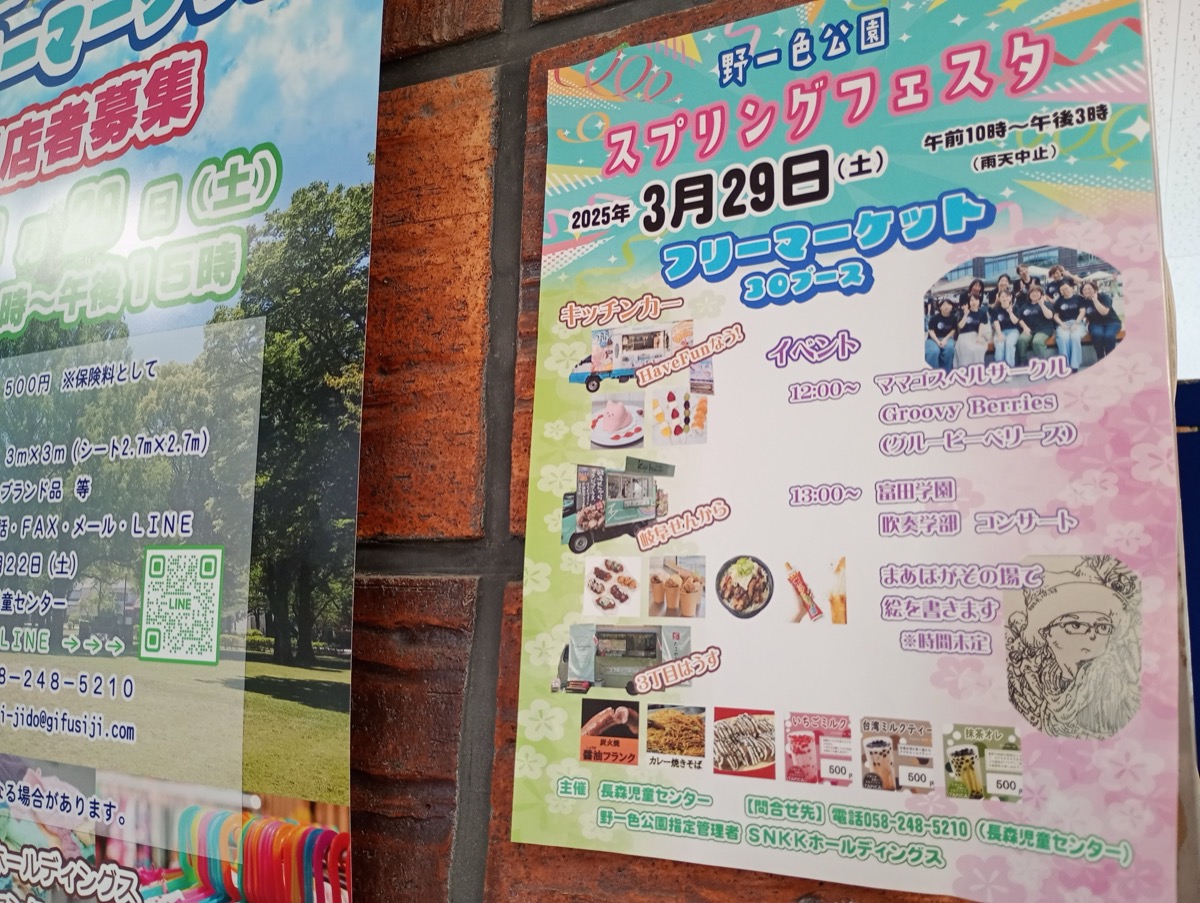 ーマーケ
店者募集
日(土)
時～午後15時
500円 ※保険料として
3m×3m(シート2.7m×2.7m)
ブランド品 等
話・FAX・メール・LINE
月22日(土)
童センター
LINE →→→
LINE
8-248-5210
i-jido@gifusiji.com
なる場合があります。
ホールディングス
野一色公園
スプリングフェスタ
2025年 3月29日(土)
午前10時～午後3時
(雨天中止)
フリーマーケット
30ブース
キッチンカー
HaveFunなう!
岐阜せんから
3丁目はうす
炭火焼
醤油フランク
カレー焼きそば
いちごミルク
500
台湾ミルクティー
500
抹茶オレ
500
イベント
12:00～ ママゴスペルサークル
Groovy Berries
(グルービーベリーズ)
13:00～ 富田学園
吹奏学部 コンサート
まあほがその場で
絵を書きます
※時間未定
主催 長森児童センター 【問合せ先】電話058-248-5210(長森児童センター)
野一色公園指定管理者 SNKKホールディングス